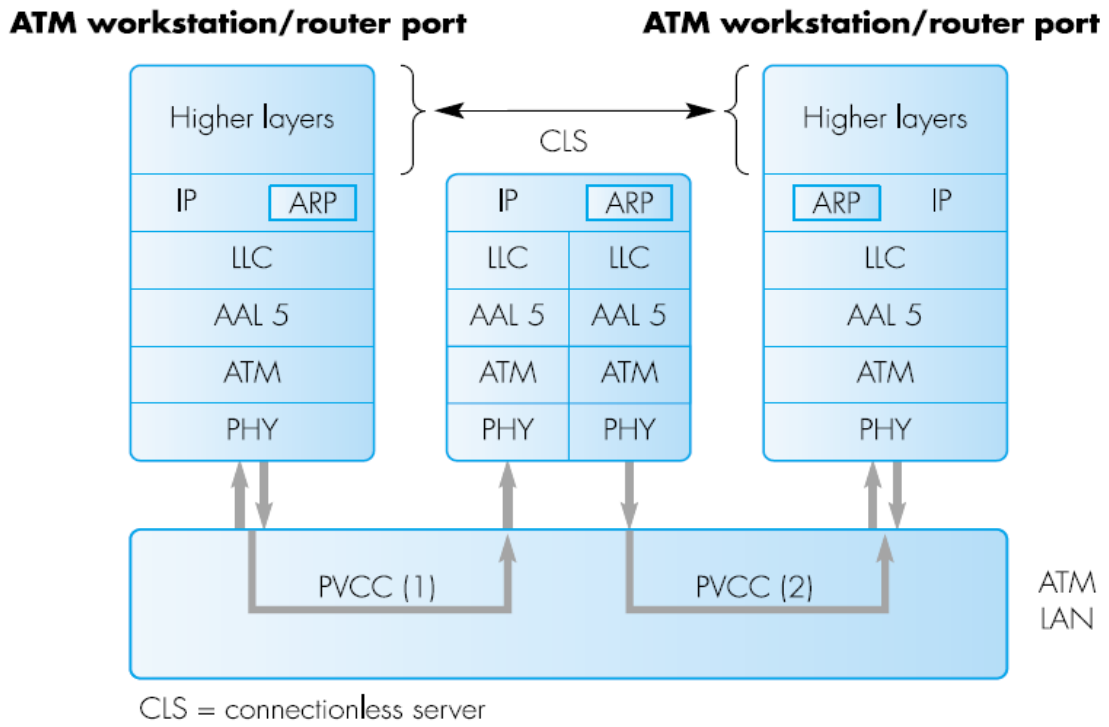 ATM workstation/router port
ATM workstation/router port
Higher layers
IP
ARP
LLC
AAL 5
ATM
PHY
CLS
IP
ARP
LLC
LLC
AAL 5
AAL 5
ATM
ATM
PHY
PHY
Higher layers
ARP
IP
LLC
AAL 5
ATM
PHY
PVCC (1)
PVCC (2)
ATM
LAN
CLS = connectionless server